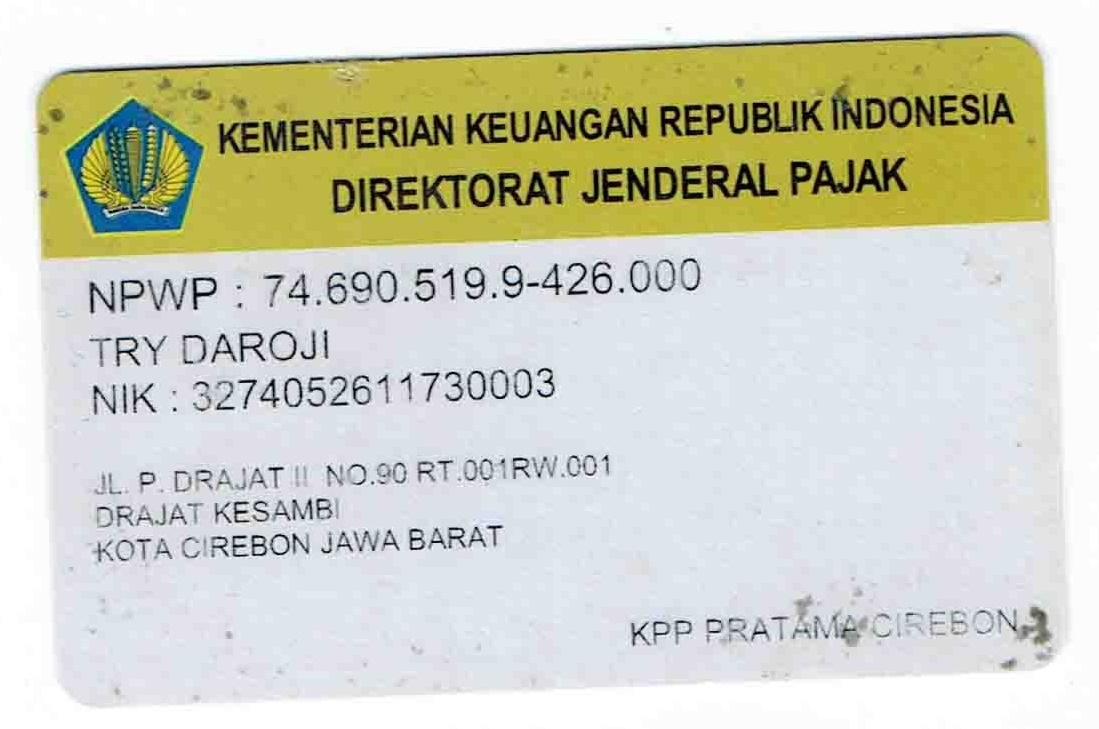 KEMENTERIAN KEUANGAN REPUBLIK INDONESIA
DIREKTORAT JENDERAL PAJAK
NPWP : 74.690.519.9-426.000
TRY DAROJI
NIK : 3274052611730003
JL. P. DRAJAT II NO.90 RT.001RW.001
DRAJAT KESAMBI
KOTA CIREBON JAWA BARAT
KPP PRATAMA CIREBON